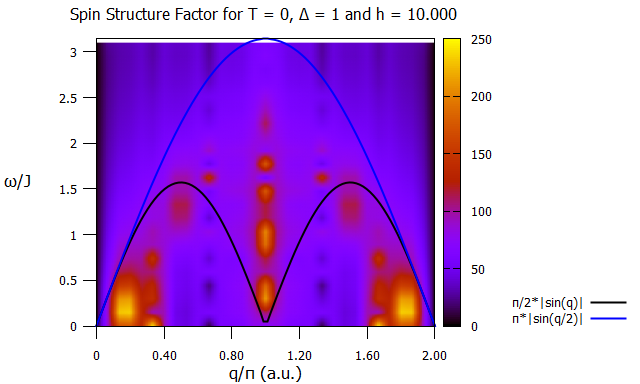 Spin Structure Factor for T = 0, Δ = 1 and h = 10.000
3
2.5
2
1.5
1
0.5
0
ω/J
0 0.40 0.80 1.20 1.60 2.00
q/π (a.u.)
250
200
150
100
50
0
π/2*|sin(q)|
π*|sin(q/2)|